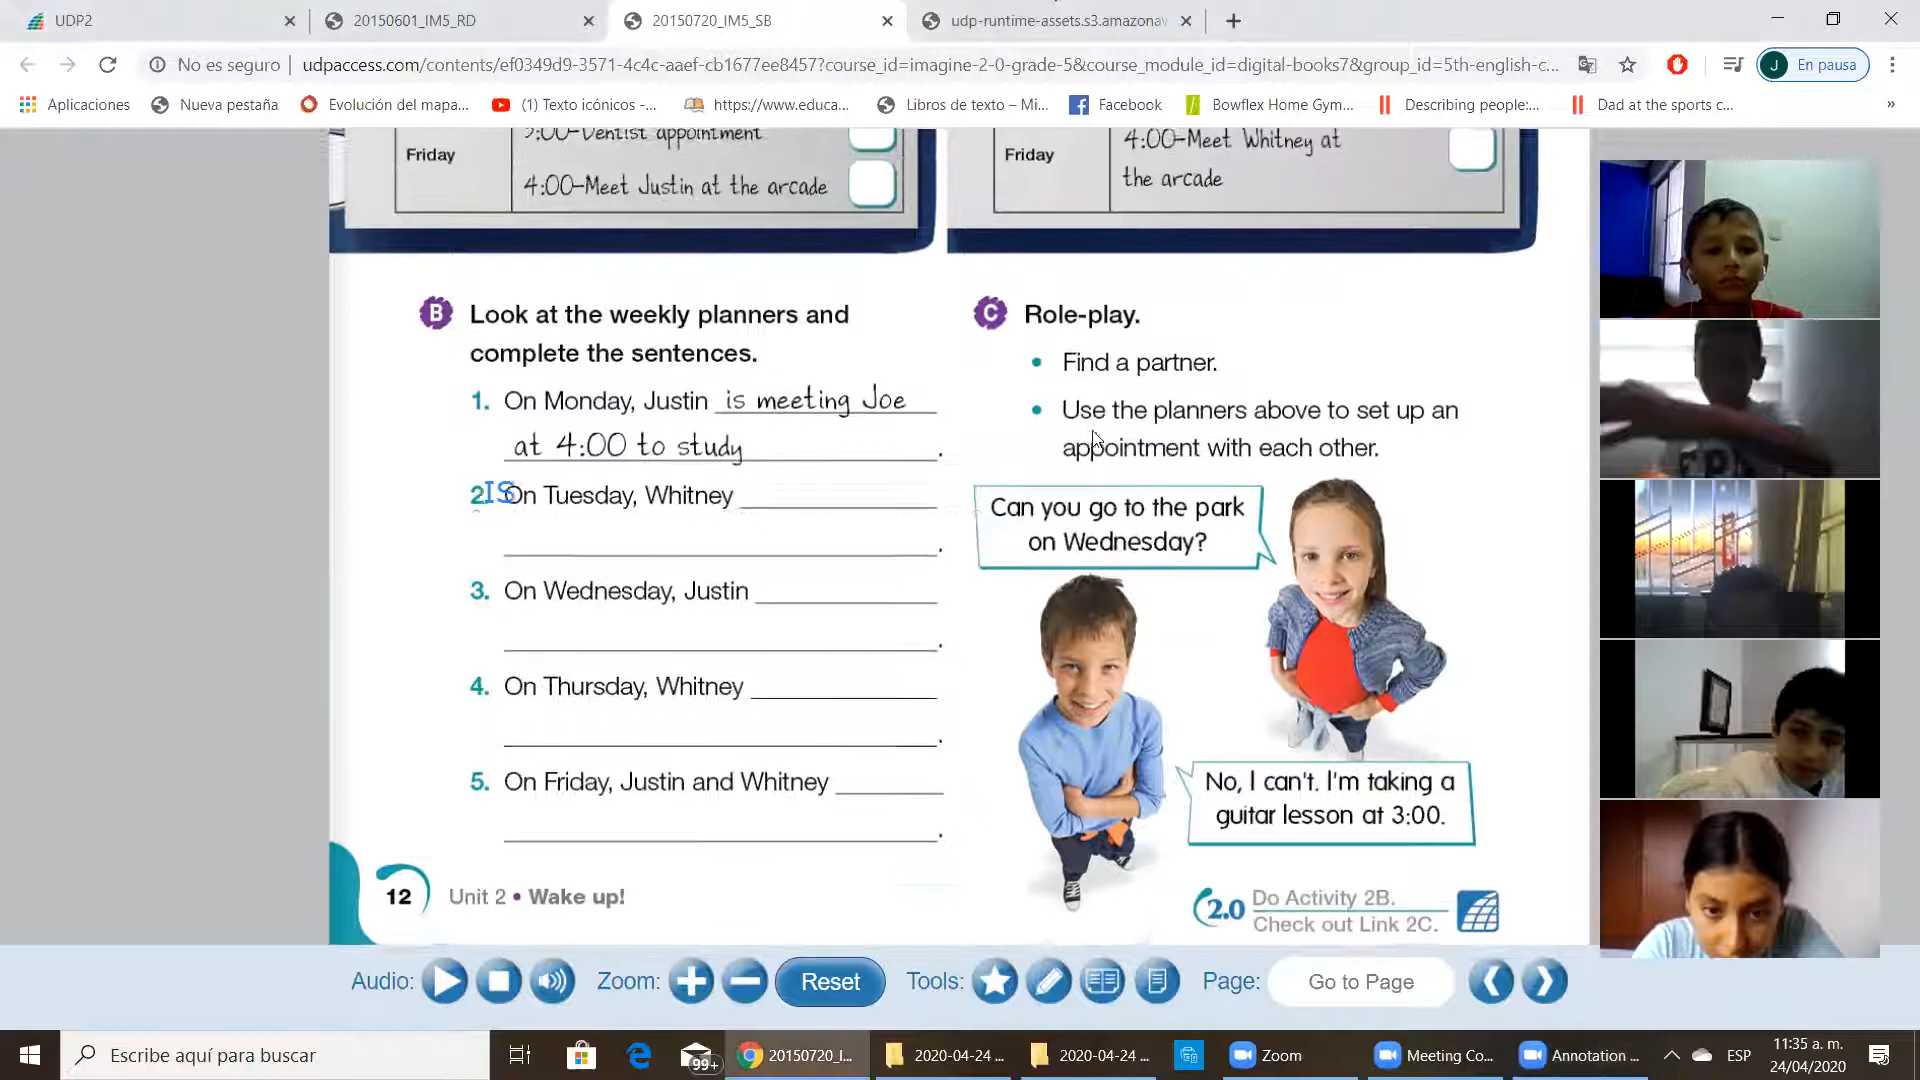 UDP2
20150601_IM5_RD
20150720_IM5_SB
udp-runtime-assets.s3.amazonav
No es seguro
udpaccess.com/contents/ef0349d9-3571-4c4c-aaef-cb1677ee8457?course_id=imagine-2-0-grade-5&course_module_id=digital-books7&group_id=5th-english-c...
J En pausa
Aplicaciones
Nueva pestaña
Evolución del mapa...
(1) Texto icónicos -...
https://www.educa...
Libros de texto – Mi...
Facebook
Bowflex Home Gym...
Describing people:...
Dad at the sports c...
»
Friday
:00-Dentist appointment
4:00-Meet Justin at the arcade
Friday
4:00-Meet Whitney at
the arcade
B Look at the weekly planners and
complete the sentences.
1. On Monday, Justin is meeting Joe
at 4:00 to study.
2. On Tuesday, Whitney
IS
3. On Wednesday, Justin
4. On Thursday, Whitney
5. On Friday, Justin and Whitney
C Role-play.
• Find a partner.
• Use the planners above to set up an
appointment with each other.
Can you go to the park
on Wednesday?
No, I can't. I'm taking a
guitar lesson at 3:00.
12 Unit 2 • Wake up!
2.0 Do Activity 2B.
Check out Link 2C.
Audio:
Zoom:
Reset
Tools:
Page:
Go to Page
Escribe aquí para buscar
99+
20150720_I...
2020-04-24 ...
2020-04-24 ...
Zoom
Meeting Co...
Annotation ...
ESP
11:35 a. m.
24/04/2020